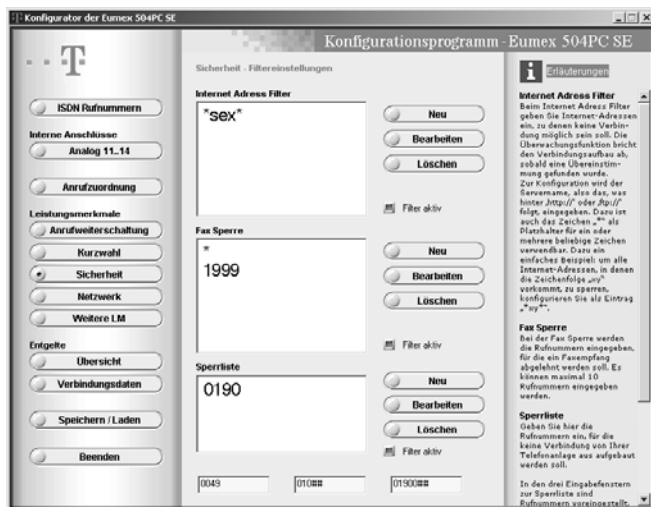 Konfigurator der Eumex 504PC SE
Konfigurationsprogramm - Eumex 504PC SE
T
ISDN Rufnummern
Interne Anschlüsse
Analog 11..14
Anrufzuordnung
Leistungsmerkmale
Anrufweiterschaltung
Kurzwahl
Sicherheit
Netzwerk
Weitere LM
Entgelte
Übersicht
Verbindungsdaten
Speichern / Laden
Beenden
Sicherheit - Filtereinstellungen
Internet Adress Filter
*sex*
Neu
Bearbeiten
Löschen
Filter aktiv
Fax Sperre
*
1999
Neu
Bearbeiten
Löschen
Filter aktiv
Sperrliste
0190
Neu
Bearbeiten
Löschen
Filter aktiv
0049
010##
01900##
i Erläuterungen
Internet Adress Filter
Beim Internet Adress Filter
geben Sie Internet-Adressen
ein, zu denen keine Verbin-
dung möglich sein soll. Die
Überwachungsfunktion bricht
den Verbindungsaufbau ab,
sobald eine Übereinstim-
mung gefunden wurde.
Zur Konfiguration wird der
Servername, also das, was
hinter „http://" oder „ftp://"
folgt, eingegeben. Dazu ist
auch das Zeichen „*" als
Platzhalter für ein oder
mehrere beliebige Zeichen
verwendbar. Dazu ein
einfaches Beispiel: um alle
Internet-Adressen, in denen
die Zeichenfolge „xy"
vorkommt, zu sperren,
konfigurieren Sie als Eintrag
„*xy*".
Fax Sperre
Bei der Fax Sperre werden
die Rufnummern eingegeben,
für die ein Faxempfang
abgelehnt werden soll. Es
können maximal 10
Rufnummern eingegeben
werden.
Sperrliste
Geben Sie hier die
Rufnummern ein, für die
keine Verbindung von Ihrer
Telefonanlage aus aufgebaut
werden soll.
In den drei Eingabefenstern
zur Sperrliste sind
Rufnummern voreingestellt,